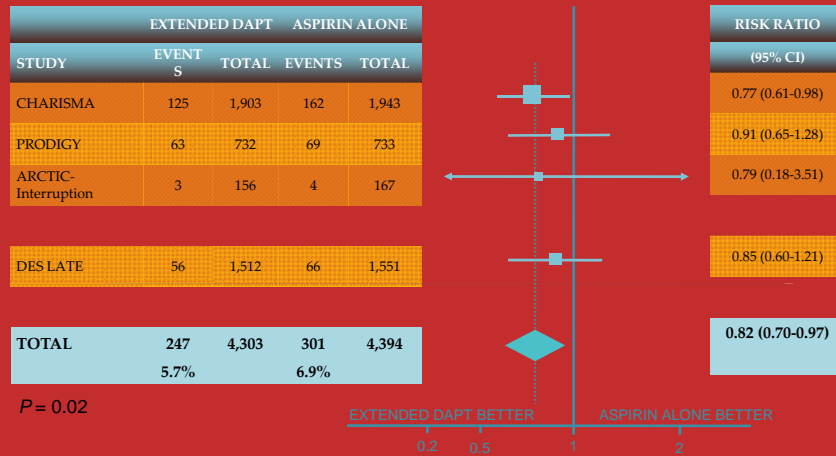 EXTENDED DAPT ASPIRIN ALONE RISK RATIO
STUDY EVENTS TOTAL EVENTS TOTAL (95% CI)
CHARISMA 125 1,903 162 1,943 0.77 (0.61-0.98)
PRODIGY 63 732 69 733 0.91 (0.65-1.28)
ARCTIC-
Interruption 3 156 4 167 0.79 (0.18-3.51)
DES LATE 56 1,512 66 1,551 0.85 (0.60-1.21)
TOTAL 247 4,303 301 4,394 0.82 (0.70-0.97)
5.7% 6.9%
P = 0.02
EXTENDED DAPT BETTER ASPIRIN ALONE BETTER
0.2 0.5 1 2